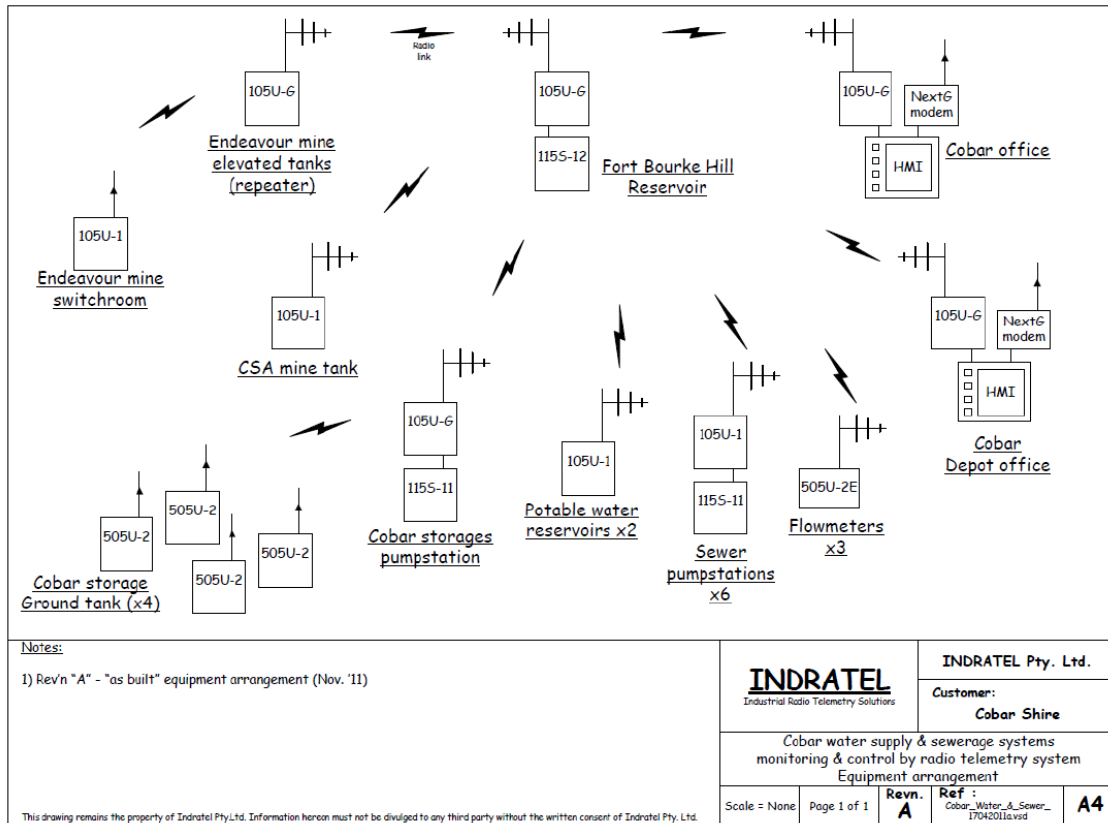 Radio
link
105U-G
Endeavour mine
elevated tanks
(repeater)
105U-G
115S-12
Fort Bourke Hill
Reservoir
105U-G
NextG
modem
HMI
Cobar office
105U-1
Endeavour mine
switchroom
105U-1
CSA mine tank
105U-G
NextG
modem
HMI
Cobar
Depot office
105U-G
115S-11
Cobar storages
pumpstation
105U-1
Potable water
reservoirs x2
105U-1
115S-11
Sewer
pumpstations
x6
505U-2E
Flowmeters
x3
505U-2
505U-2
505U-2
505U-2
Cobar storage
Ground tank (x4)
Notes:
1) Rev'n "A" - "as built" equipment arrangement (Nov. '11)
This drawing remains the property of Indratel Pty.Ltd. Information hereon must not be divulged to any third party without the written consent of Indratel Pty. Ltd.
INDRATEL
Industrial Radio Telemetry Solutions
INDRATEL Pty. Ltd.
Customer:
Cobar Shire
Cobar water supply & sewerage systems
monitoring & control by radio telemetry system
Equipment arrangement
Scale = None
Page 1 of 1
Revn.
A
Ref :
Cobar_Water_&_Sewer_
17042011a.vsd
A4